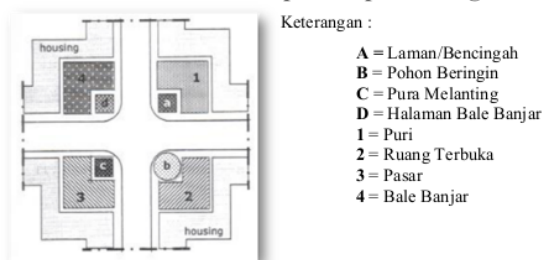 Keterangan :
A = Laman/Bencingah
B = Pohon Beringin
C = Pura Melanting
D = Halaman Bale Banjar
1 = Puri
2 = Ruang Terbuka
3 = Pasar
4 = Bale Banjar
housing
4
1
d
a
c
b
3
2
housing